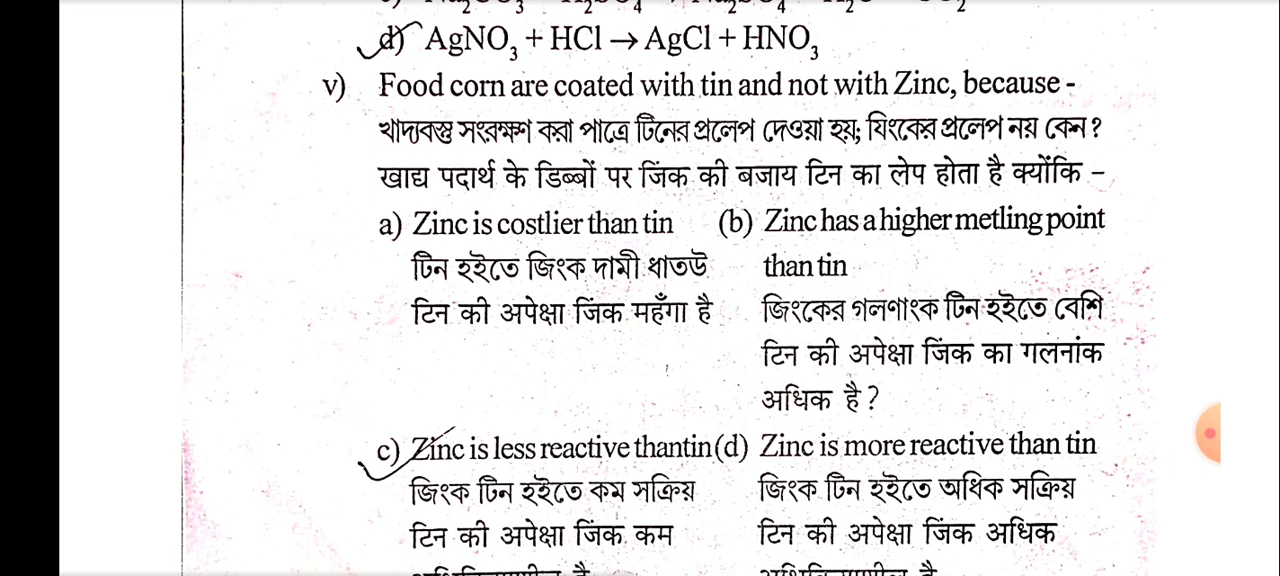 d) AgNO₃ + HCl → AgCl + HNO₃
v) Food corn are coated with tin and not with Zinc, because -
খাদ্যবস্তু সংরক্ষণ করা পাত্রে টিনের প্রলেপ দেওয়া হয়; যিংকের প্রলেপ নয় কেন?
खाद्य पदार्थ के डिब्बों पर जिंक की बजाय टिन का लेप होता है क्योंकि –
a) Zinc is costlier than tin (b) Zinc has a higher metling point
টিন হইতে জিংক দামী ধাতউ than tin
टिन की अपेक्षा जिंक महँगा है জিংকের গলণাংক টিন হইতে বেশি
टिन की अपेक्षा जिंक का गलनांक
अधिक है ?
c) Zinc is less reactive thantin (d) Zinc is more reactive than tin
জিংক টিন হইতে কম সক্রিয় জিংক টিন হইতে অধিক সক্রিয়
टिन की अपेक्षा जिंक कम टिन की अपेक्षा जिंक अधिक